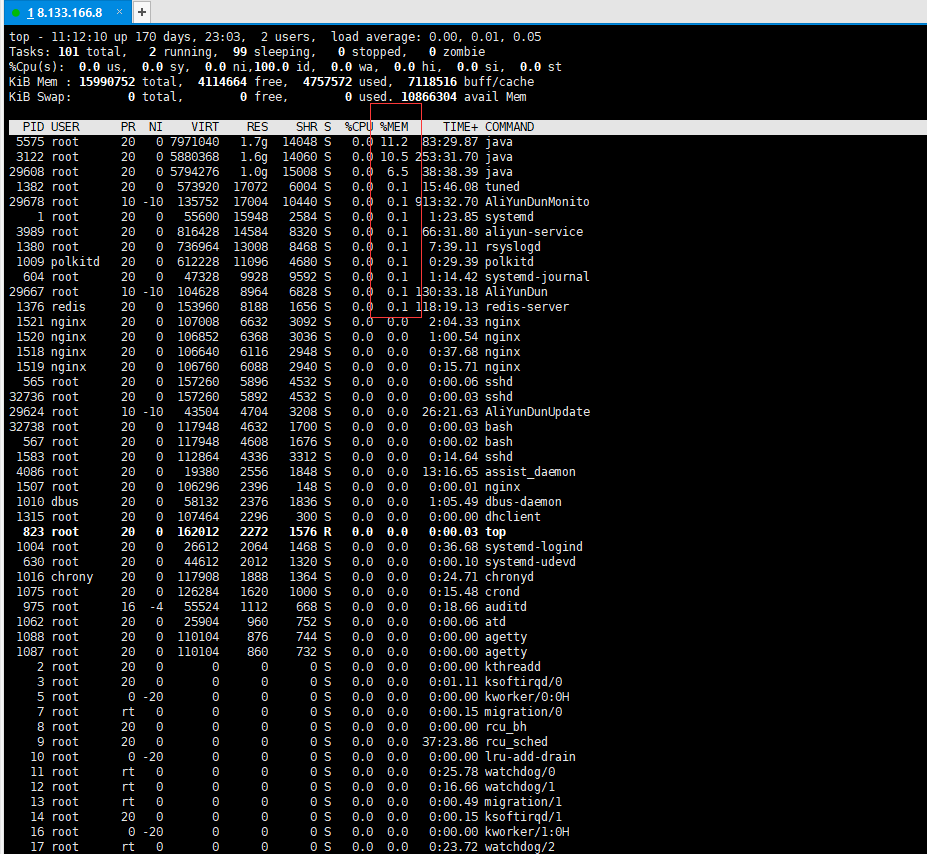 1 8.133.166.8 × +
top - 11:12:10 up 170 days, 23:03,  2 users,  load average: 0.00, 0.01, 0.05
Tasks: 101 total,   2 running,  99 sleeping,   0 stopped,   0 zombie
%Cpu(s):  0.0 us,  0.0 sy,  0.0 ni,100.0 id,  0.0 wa,  0.0 hi,  0.0 si,  0.0 st
KiB Mem : 15990752 total,  4114664 free,  4757572 used,  7118516 buff/cache
KiB Swap:        0 total,        0 free,        0 used. 10866304 avail Mem
PID USER PR NI VIRT RES SHR S %CPU %MEM TIME+ COMMAND
5575 root 20 0 7971040 1.7g 14048 S 0.0 11.2 83:29.87 java
3122 root 20 0 5880368 1.6g 14060 S 0.0 10.5 253:31.70 java
29608 root 20 0 5794276 1.0g 15008 S 0.0 6.5 38:38.39 java
1382 root 20 0 573920 17072 6004 S 0.0 0.1 15:46.08 tuned
29678 root 10 -10 135752 17004 10440 S 0.0 0.1 913:32.70 AliYunDunMonito
1 root 20 0 55600 15948 2584 S 0.0 0.1 1:23.85 systemd
3989 root 20 0 816428 14584 8320 S 0.0 0.1 66:31.80 aliyun-service
1380 root 20 0 736964 13008 8468 S 0.0 0.1 7:39.11 rsyslogd
1009 polkitd 20 0 612228 11096 4680 S 0.0 0.1 0:29.39 polkitd
604 root 20 0 47328 9928 9592 S 0.0 0.1 1:14.42 systemd-journal
29667 root 10 -10 104628 8964 6828 S 0.0 0.1 130:33.18 AliYunDun
1376 redis 20 0 153960 8188 1656 S 0.0 0.1 118:19.13 redis-server
1521 nginx 20 0 107008 6632 3092 S 0.0 0.0 2:04.33 nginx
1520 nginx 20 0 106852 6368 3036 S 0.0 0.0 1:00.54 nginx
1518 nginx 20 0 106640 6116 2948 S 0.0 0.0 0:37.68 nginx
1519 nginx 20 0 106760 6088 2940 S 0.0 0.0 0:15.71 nginx
565 root 20 0 157260 5896 4532 S 0.0 0.0 0:00.06 sshd
32736 root 20 0 157260 5892 4532 S 0.0 0.0 0:00.03 sshd
29624 root 10 -10 43504 4704 3208 S 0.0 0.0 26:21.63 AliYunDunUpdate
32738 root 20 0 117948 4632 1700 S 0.0 0.0 0:00.03 bash
567 root 20 0 117948 4608 1676 S 0.0 0.0 0:00.02 bash
1583 root 20 0 112864 4336 3312 S 0.0 0.0 0:14.64 sshd
4086 root 20 0 19380 2556 1848 S 0.0 0.0 13:16.65 assist_daemon
1507 root 20 0 106296 2396 148 S 0.0 0.0 0:00.01 nginx
1010 dbus 20 0 58132 2376 1836 S 0.0 0.0 1:05.49 dbus-daemon
1315 root 20 0 107464 2296 300 S 0.0 0.0 0:00.00 dhclient
823 root 20 0 162012 2272 1576 R 0.0 0.0 0:00.03 top
1004 root 20 0 26612 2064 1468 S 0.0 0.0 0:36.68 systemd-logind
630 root 20 0 44612 2012 1320 S 0.0 0.0 0:00.10 systemd-udevd
1016 chrony 20 0 117908 1888 1364 S 0.0 0.0 0:24.71 chronyd
1075 root 20 0 126284 1620 1000 S 0.0 0.0 0:15.48 crond
975 root 16 -4 55524 1112 668 S 0.0 0.0 0:18.66 auditd
1062 root 20 0 25904 960 752 S 0.0 0.0 0:00.06 atd
1088 root 20 0 110104 876 744 S 0.0 0.0 0:00.00 agetty
1087 root 20 0 110104 860 732 S 0.0 0.0 0:00.00 agetty
2 root 20 0 0 0 0 S 0.0 0.0 0:00.00 kthreadd
3 root 20 0 0 0 0 S 0.0 0.0 0:01.11 ksoftirqd/0
5 root 0 -20 0 0 0 S 0.0 0.0 0:00.00 kworker/0:0H
7 root rt 0 0 0 0 S 0.0 0.0 0:00.15 migration/0
8 root 20 0 0 0 0 S 0.0 0.0 0:00.00 rcu_bh
9 root 20 0 0 0 0 S 0.0 0.0 37:23.86 rcu_sched
10 root 0 -20 0 0 0 S 0.0 0.0 0:00.00 lru-add-drain
11 root rt 0 0 0 0 S 0.0 0.0 0:25.78 watchdog/0
12 root rt 0 0 0 0 S 0.0 0.0 0:16.66 watchdog/1
13 root rt 0 0 0 0 S 0.0 0.0 0:00.49 migration/1
14 root 20 0 0 0 0 S 0.0 0.0 0:00.15 ksoftirqd/1
16 root 0 -20 0 0 0 S 0.0 0.0 0:00.00 kworker/1:0H
17 root rt 0 0 0 0 S 0.0 0.0 0:23.72 watchdog/2